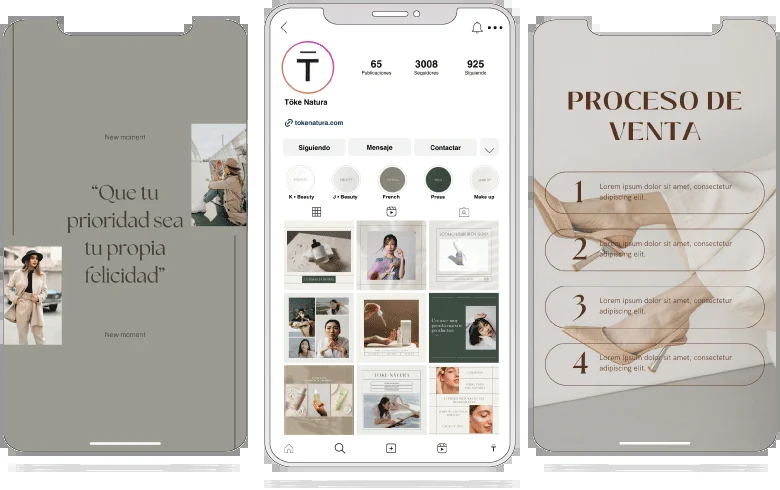 New moment
“Que tu
prioridad sea
tu propia
felicidad”
New moment
T
65
3008
925
Publicaciones
Seguidores
Siguiendo
Töke Natura
tokenatura.com
Siguiendo
Mensaje
Contactar
K • Beauty
J • Beauty
French
Press
Make up
TÖKE NATURA
PROCESO DE
VENTA
1
Lorem ipsum dolor sit amet, consectetur
adipiscing elit.
2
Lorem ipsum dolor sit amet, consectetur
adipiscing elit.
3
Lorem ipsum dolor sit amet, consectetur
adipiscing elit.
4
Lorem ipsum dolor sit amet, consectetur
adipiscing elit.